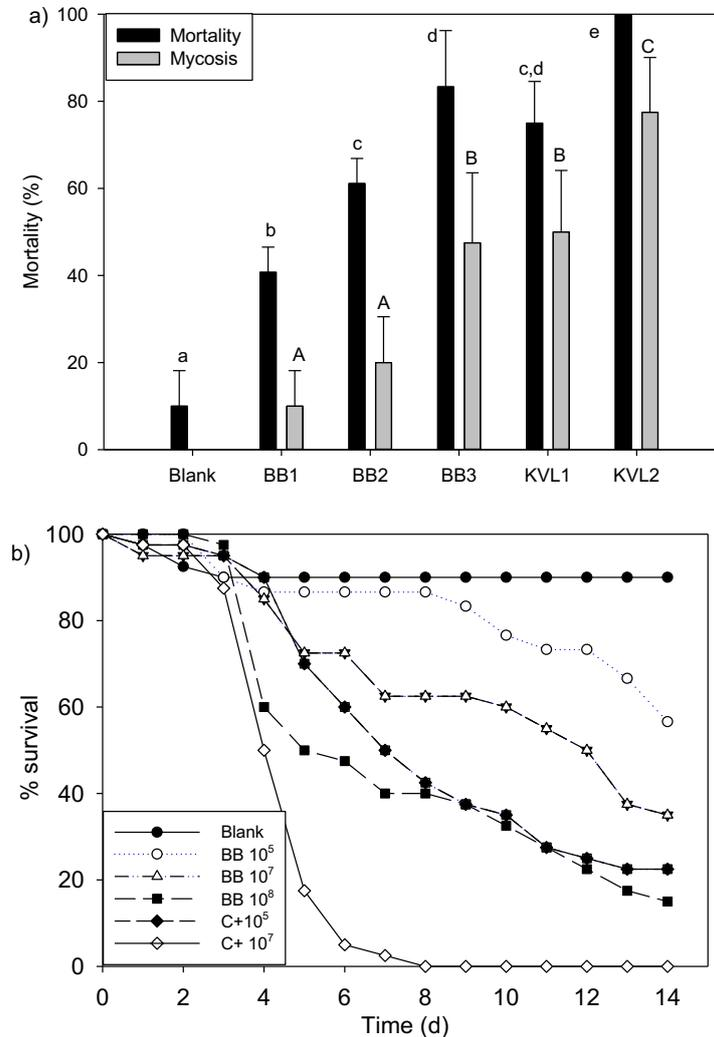 a)
100
80
60
40
20
0
Mortality (%)
Mortality
Mycosis
a
b
A
c
A
d
B
c,d
B
e
C
Blank BB1 BB2 BB3 KVL1 KVL2
b)
100
80
60
40
20
0
% survival
Blank
BB 10⁵
BB 10⁷
BB 10⁸
C+10⁵
C+ 10⁷
0 2 4 6 8 10 12 14
Time (d)